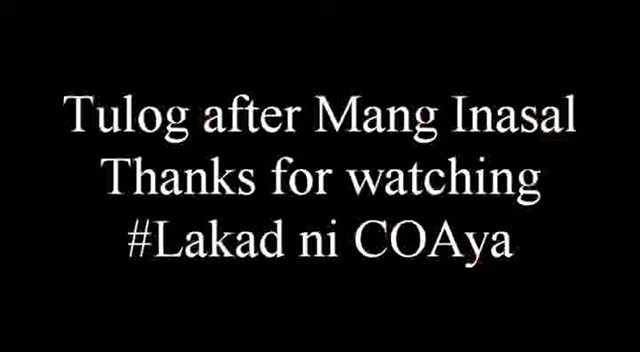 Tulog after Mang Inasal
Thanks for watching
#Lakad ni COAya